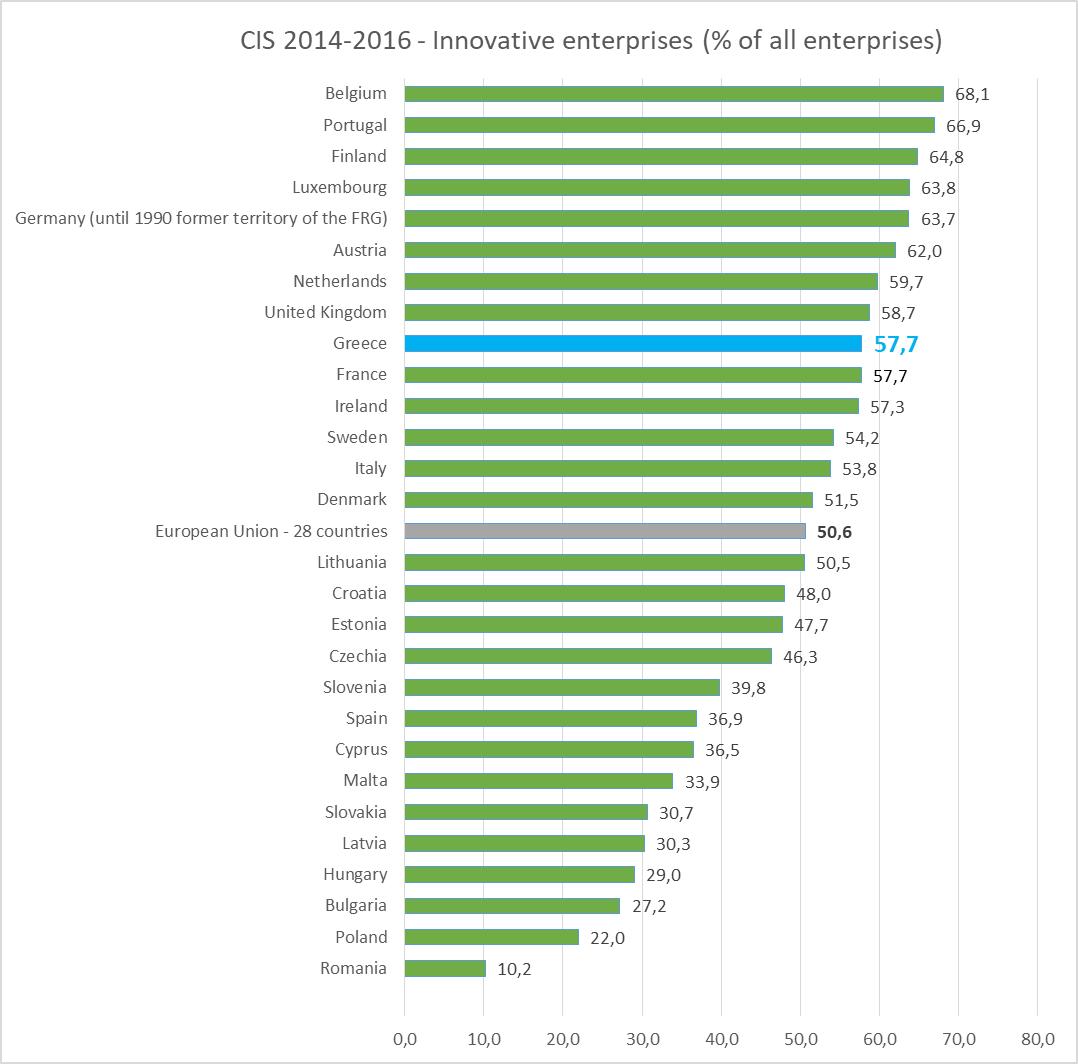 CIS 2014-2016 - Innovative enterprises (% of all enterprises)
Belgium 68,1
Portugal 66,9
Finland 64,8
Luxembourg 63,8
Germany (until 1990 former territory of the FRG) 63,7
Austria 62,0
Netherlands 59,7
United Kingdom 58,7
Greece 57,7
France 57,7
Ireland 57,3
Sweden 54,2
Italy 53,8
Denmark 51,5
European Union - 28 countries 50,6
Lithuania 50,5
Croatia 48,0
Estonia 47,7
Czechia 46,3
Slovenia 39,8
Spain 36,9
Cyprus 36,5
Malta 33,9
Slovakia 30,7
Latvia 30,3
Hungary 29,0
Bulgaria 27,2
Poland 22,0
Romania 10,2
0,0 10,0 20,0 30,0 40,0 50,0 60,0 70,0 80,0